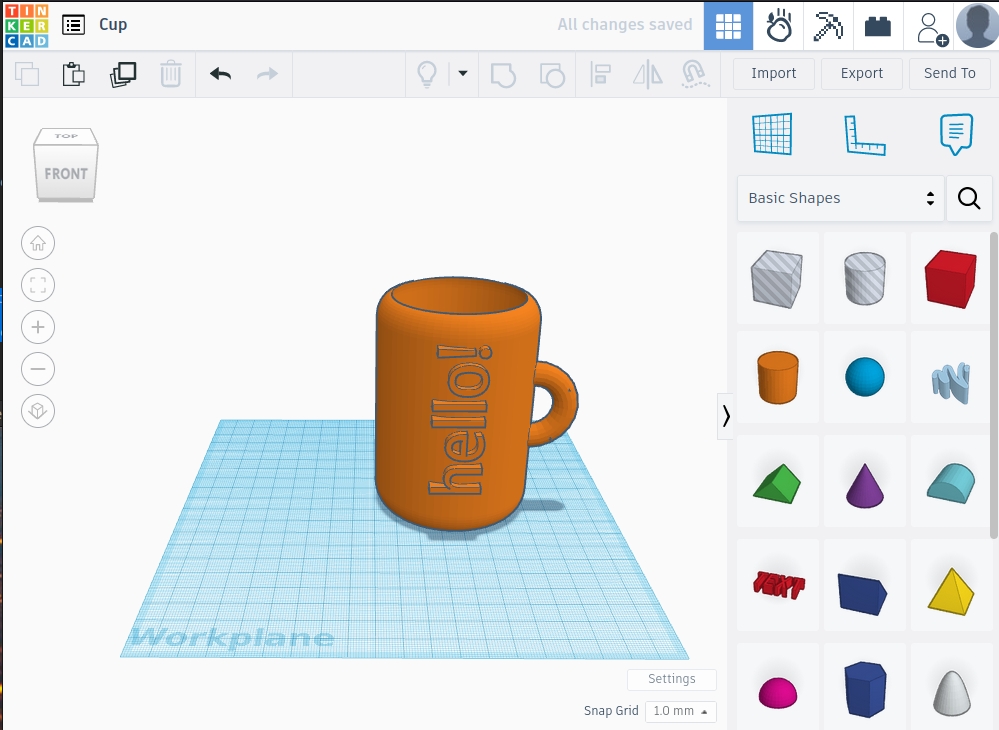 TIN
KER
CAD
Cup
All changes saved
Import
Export
Send To
TOP
FRONT
Basic Shapes
hello!
TEXT
Workplane
Settings
Snap Grid
1.0 mm